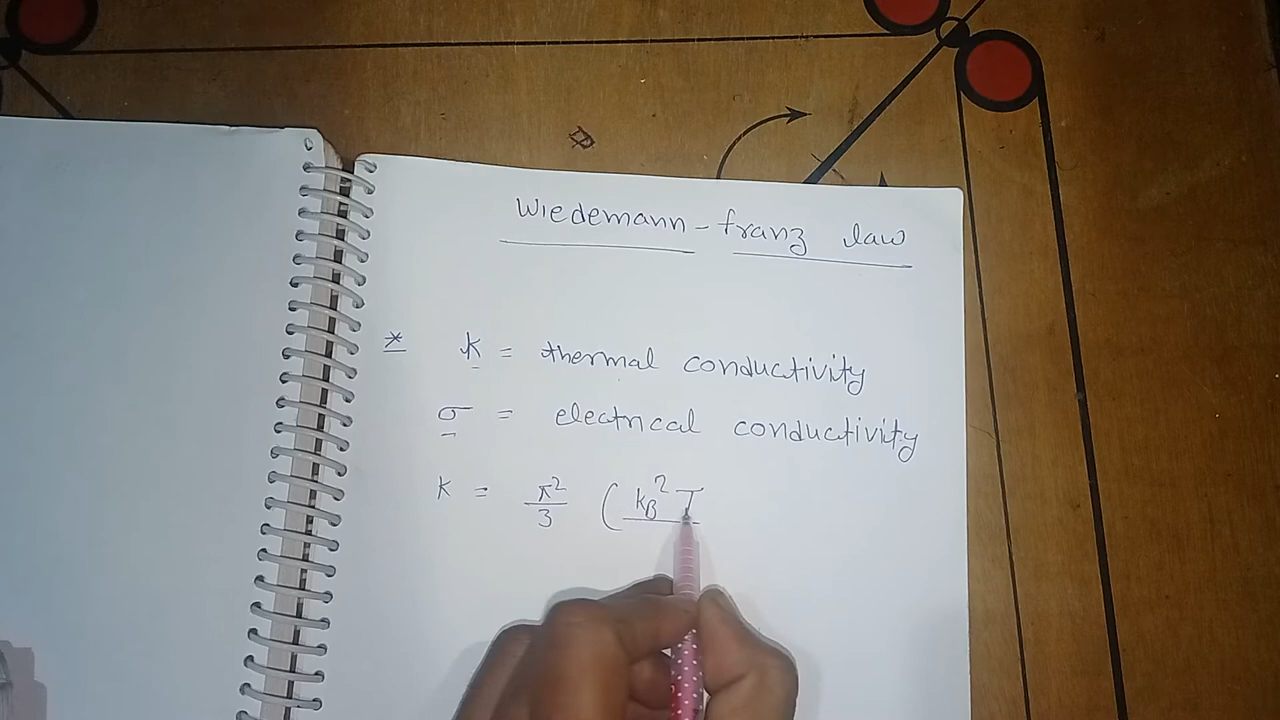 Wiedemann - franz law
* k = thermal conductivity
σ = electrical conductivity
k = π²/3 (k_B² T